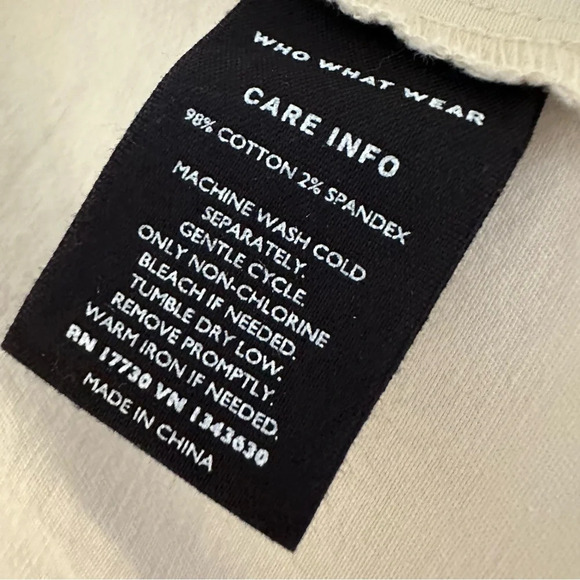 WHO WHAT WEAR
CARE INFO
98% COTTON 2% SPANDEX
MACHINE WASH COLD
SEPARATELY.
GENTLE CYCLE.
ONLY NON-CHLORINE
BLEACH IF NEEDED.
TUMBLE DRY LOW.
REMOVE PROMPTLY.
WARM IRON IF NEEDED.
RN 17730 VN 1343630
MADE IN CHINA